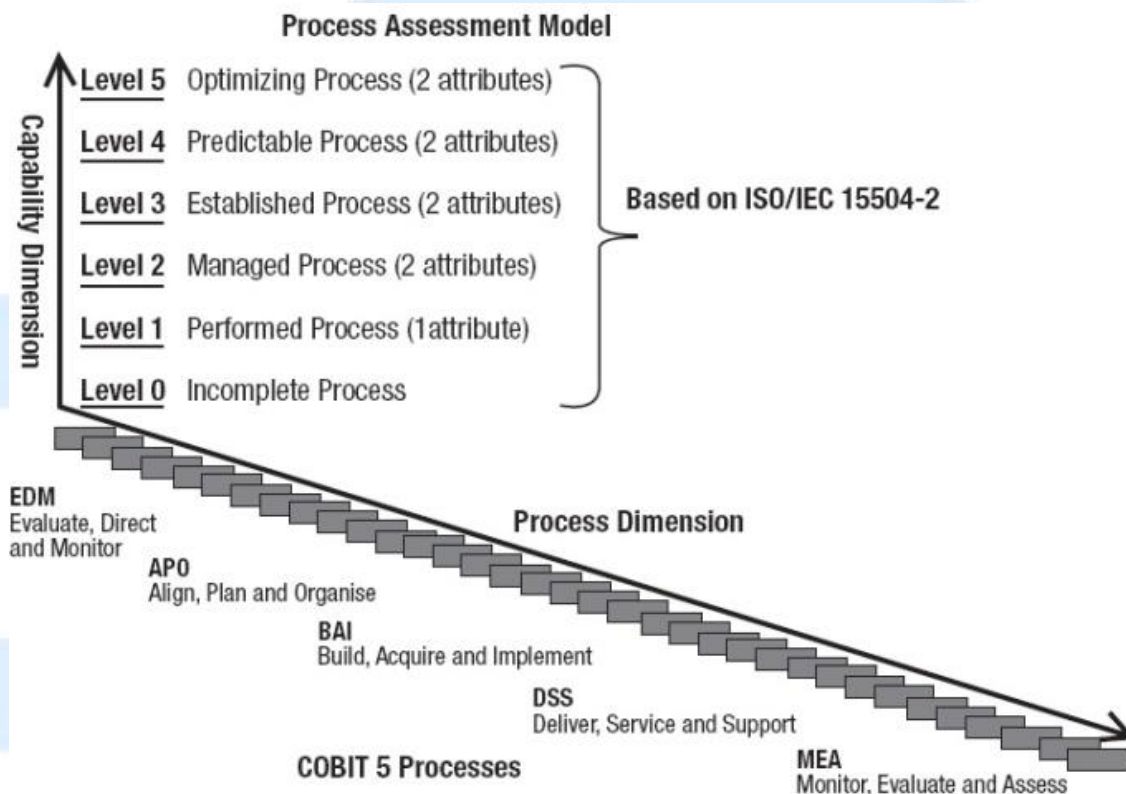 Process Assessment Model
Capability Dimension
Level 5 Optimizing Process (2 attributes)
Level 4 Predictable Process (2 attributes)
Level 3 Established Process (2 attributes)
Level 2 Managed Process (2 attributes)
Level 1 Performed Process (1attribute)
Level 0 Incomplete Process
Based on ISO/IEC 15504-2
Process Dimension
EDM
Evaluate, Direct
and Monitor
APO
Align, Plan and Organise
BAI
Build, Acquire and Implement
DSS
Deliver, Service and Support
MEA
Monitor, Evaluate and Assess
COBIT 5 Processes